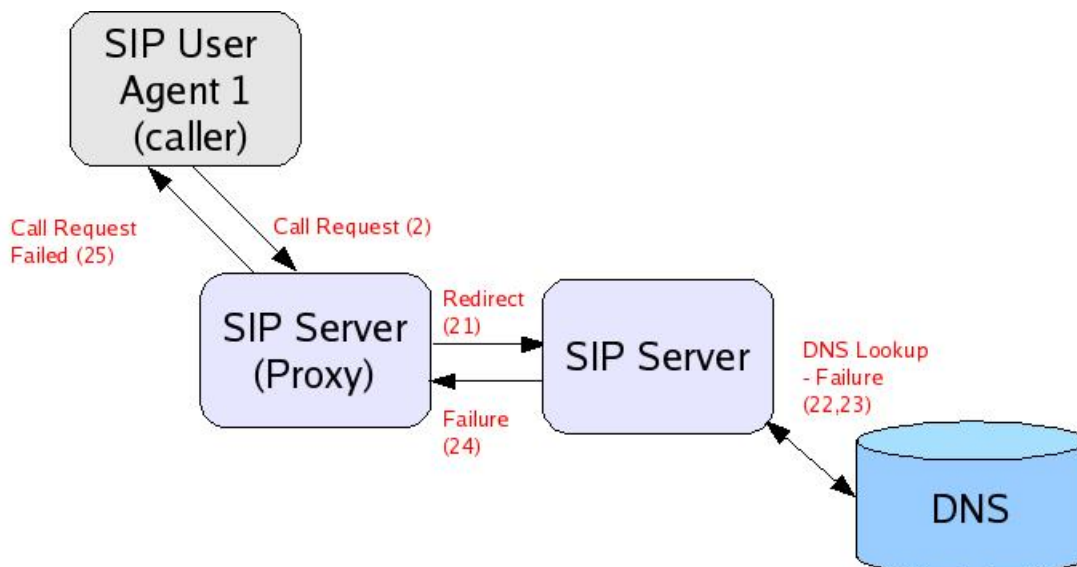 SIP User
Agent 1
(caller)
Call Request
Failed (25)
Call Request (2)
SIP Server
(Proxy)
Redirect
(21)
Failure
(24)
SIP Server
DNS Lookup
- Failure
(22,23)
DNS